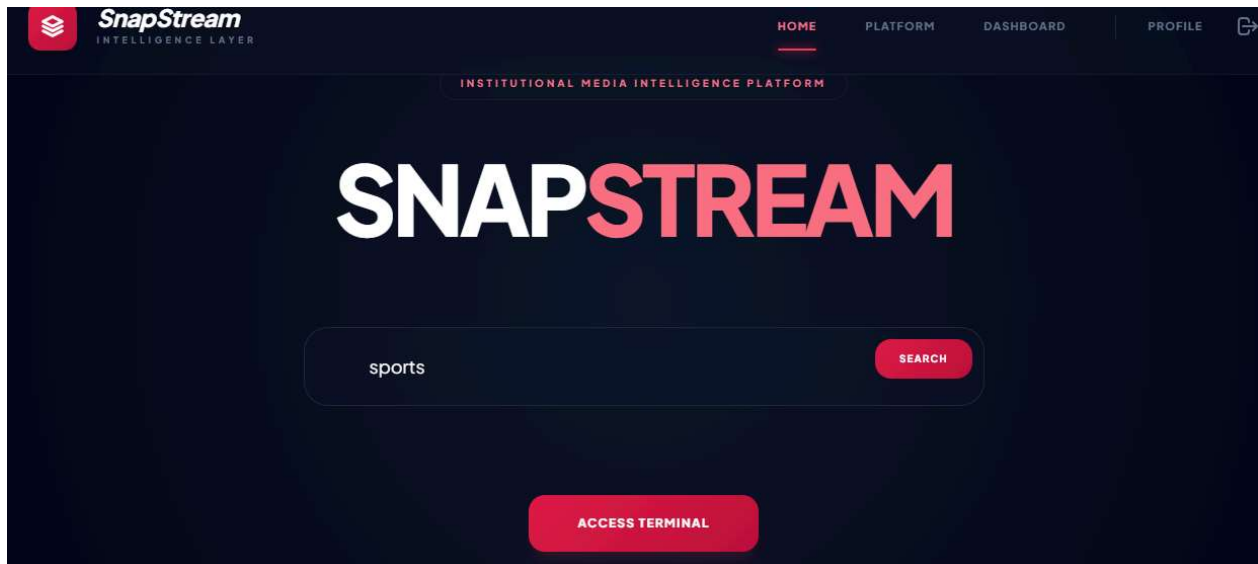 SnapStream
INTELLIGENCE LAYER
HOME PLATFORM DASHBOARD PROFILE
INSTITUTIONAL MEDIA INTELLIGENCE PLATFORM
SNAPSTREAM
sports SEARCH
ACCESS TERMINAL